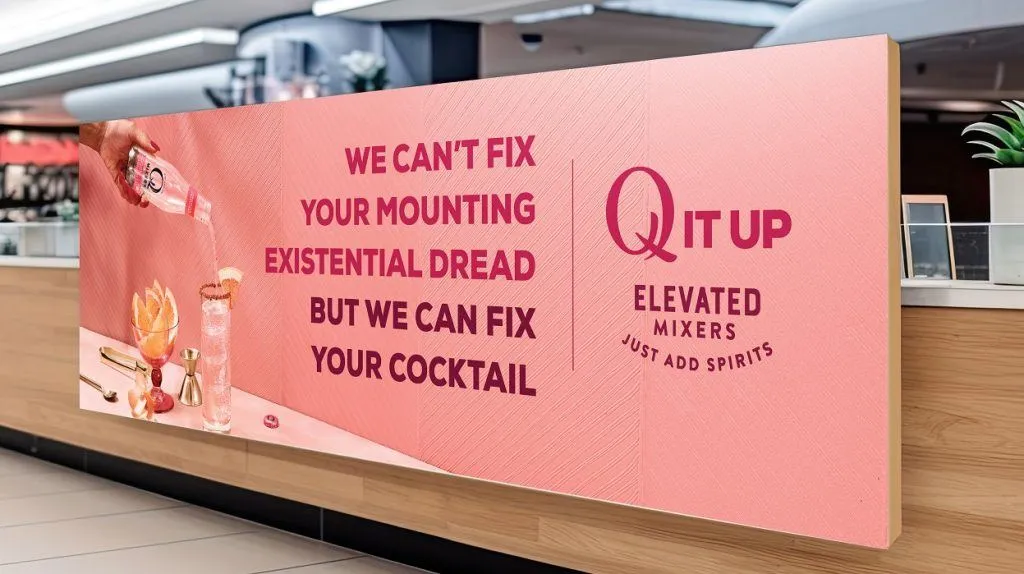 WE CAN'T FIX
YOUR MOUNTING
EXISTENTIAL DREAD
BUT WE CAN FIX
YOUR COCKTAIL
Q IT UP
ELEVATED
MIXERS
JUST ADD SPIRITS
Q